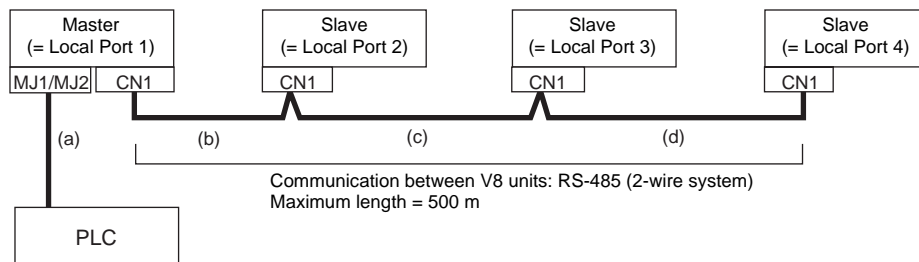 Master
(= Local Port 1)
Slave
(= Local Port 2)
Slave
(= Local Port 3)
Slave
(= Local Port 4)
MJ1/MJ2
CN1
CN1
CN1
CN1
(a)
(b)
(c)
(d)
Communication between V8 units: RS-485 (2-wire system)
Maximum length = 500 m
PLC